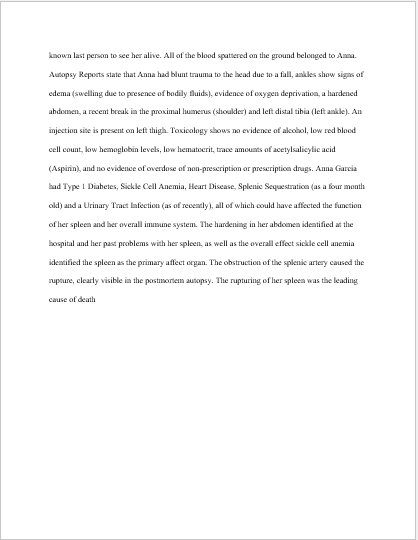 known last person to see her alive. All of the blood spattered on the ground belonged to Anna.
Autopsy Reports state that Anna had blunt trauma to the head due to a fall, ankles show signs of
edema (swelling due to presence of bodily fluids), evidence of oxygen deprivation, a hardened
abdomen, a recent break in the proximal humerus (shoulder) and left distal tibia (left ankle). An
injection site is present on left thigh. Toxicology shows no evidence of alcohol, low red blood
cell count, low hemoglobin levels, low hematocrit, trace amounts of acetylsalicylic acid
(Aspirin), and no evidence of overdose of non-prescription or prescription drugs. Anna Garcia
had Type 1 Diabetes, Sickle Cell Anemia, Heart Disease, Splenic Sequestration (as a four month
old) and a Urinary Tract Infection (as of recently), all of which could have affected the function
of her spleen and her overall immune system. The hardening in her abdomen identified at the
hospital and her past problems with her spleen, as well as the overall effect sickle cell anemia
identified the spleen as the primary affect organ. The obstruction of the splenic artery caused the
rupture, clearly visible in the postmortem autopsy. The rupturing of her spleen was the leading
cause of death